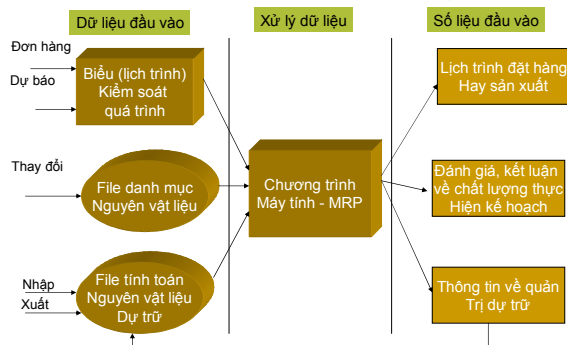 Dữ liệu đầu vào
Xử lý dữ liệu
Số liệu đầu vào
Đơn hàng
Dự báo
Biểu (lịch trình)
Kiểm soát
quá trình
Thay đổi
File danh mục
Nguyên vật liệu
Nhập
Xuất
File tính toán
Nguyên vật liệu
Dự trữ
Chương trình
Máy tính - MRP
Lịch trình đặt hàng
Hay sản xuất
Đánh giá, kết luận
về chất lượng thực
Hiện kế hoạch
Thông tin về quản
Trị dự trữ